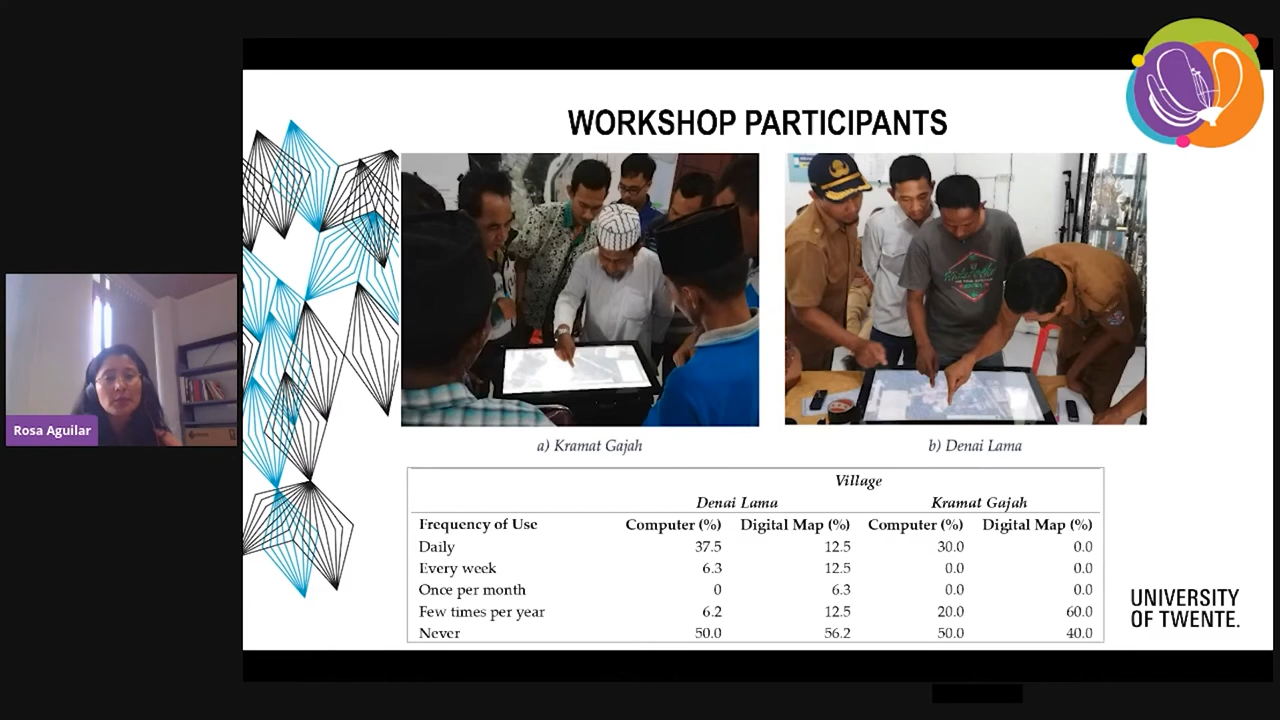 WORKSHOP PARTICIPANTS
Rosa Aguilar
a) Kramat Gajah
b) Denai Lama
Village
Denai Lama Kramat Gajah
Frequency of Use Computer (%) Digital Map (%) Computer (%) Digital Map (%)
Daily 37.5 12.5 30.0 0.0
Every week 6.3 12.5 0.0 0.0
Once per month 0 6.3 0.0 0.0
Few times per year 6.2 12.5 20.0 60.0
Never 50.0 56.2 50.0 40.0
UNIVERSITY
OF TWENTE.